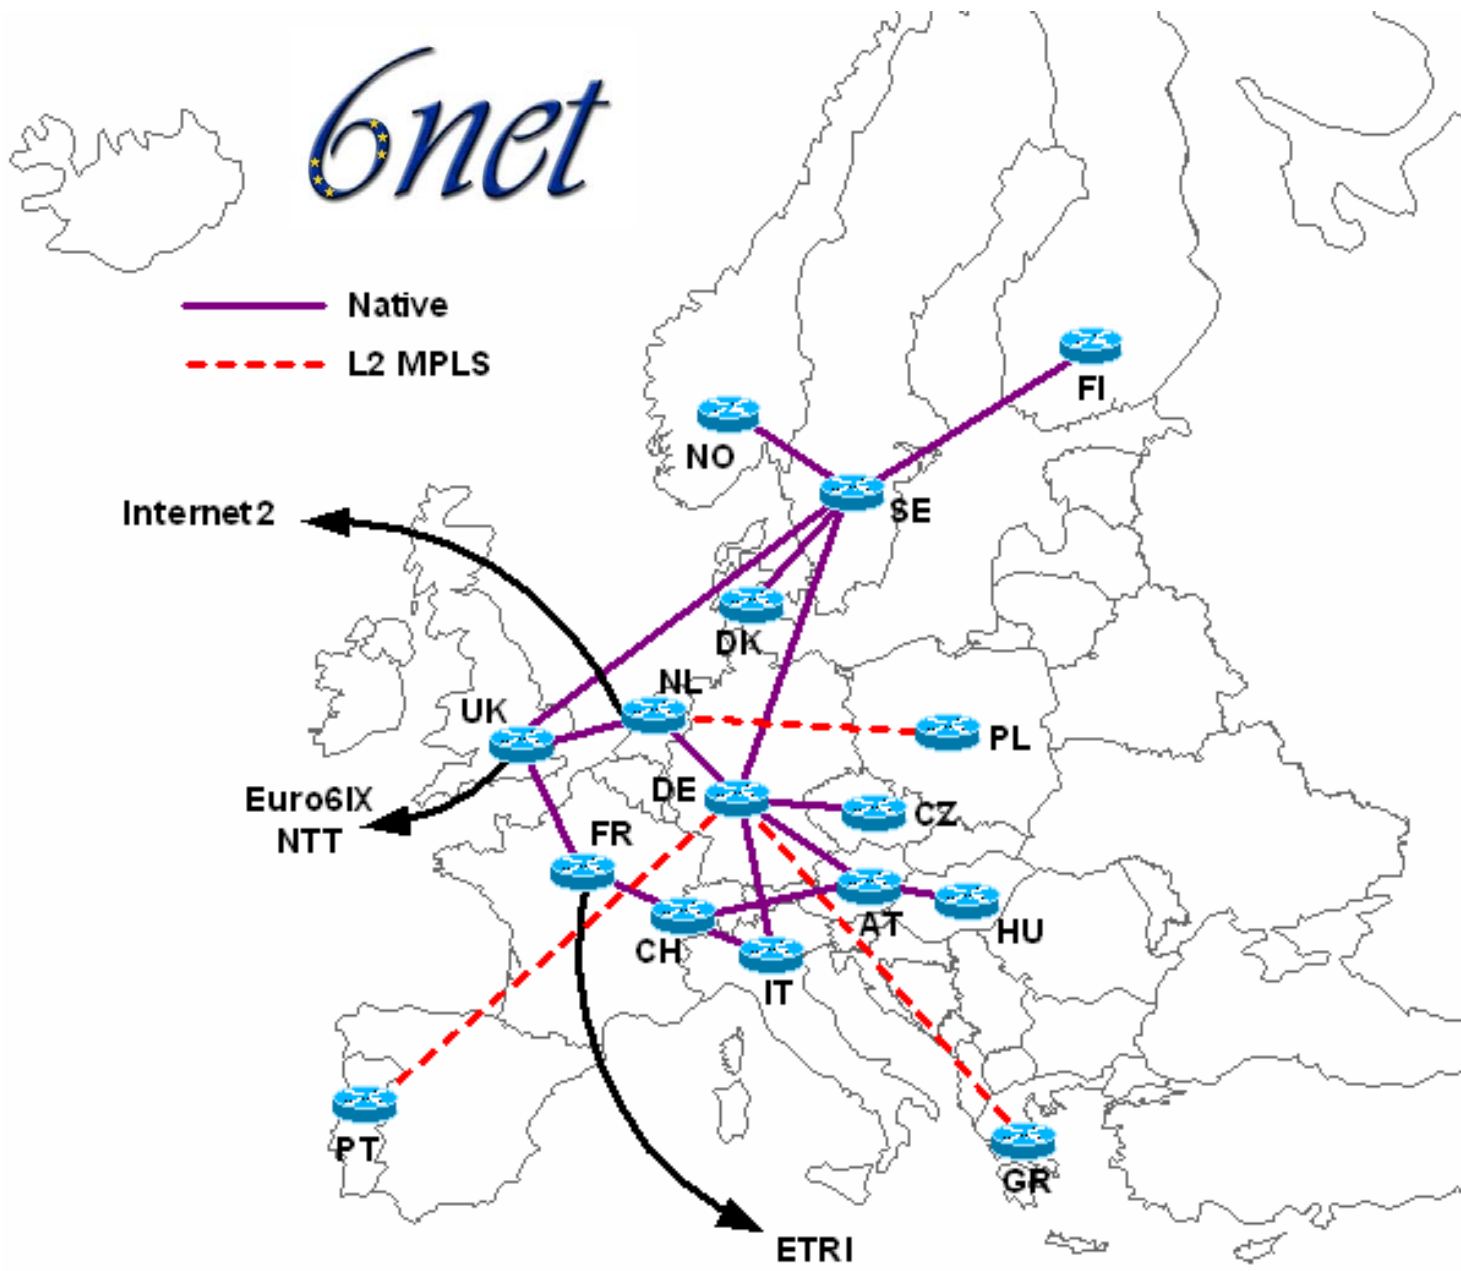 6net
Native
L2 MPLS
FI
NO
SE
Internet2
DK
NL
UK
PL
DE
Euro6IX
NTT
CZ
FR
AT
HU
CH
IT
PT
GR
ETRI